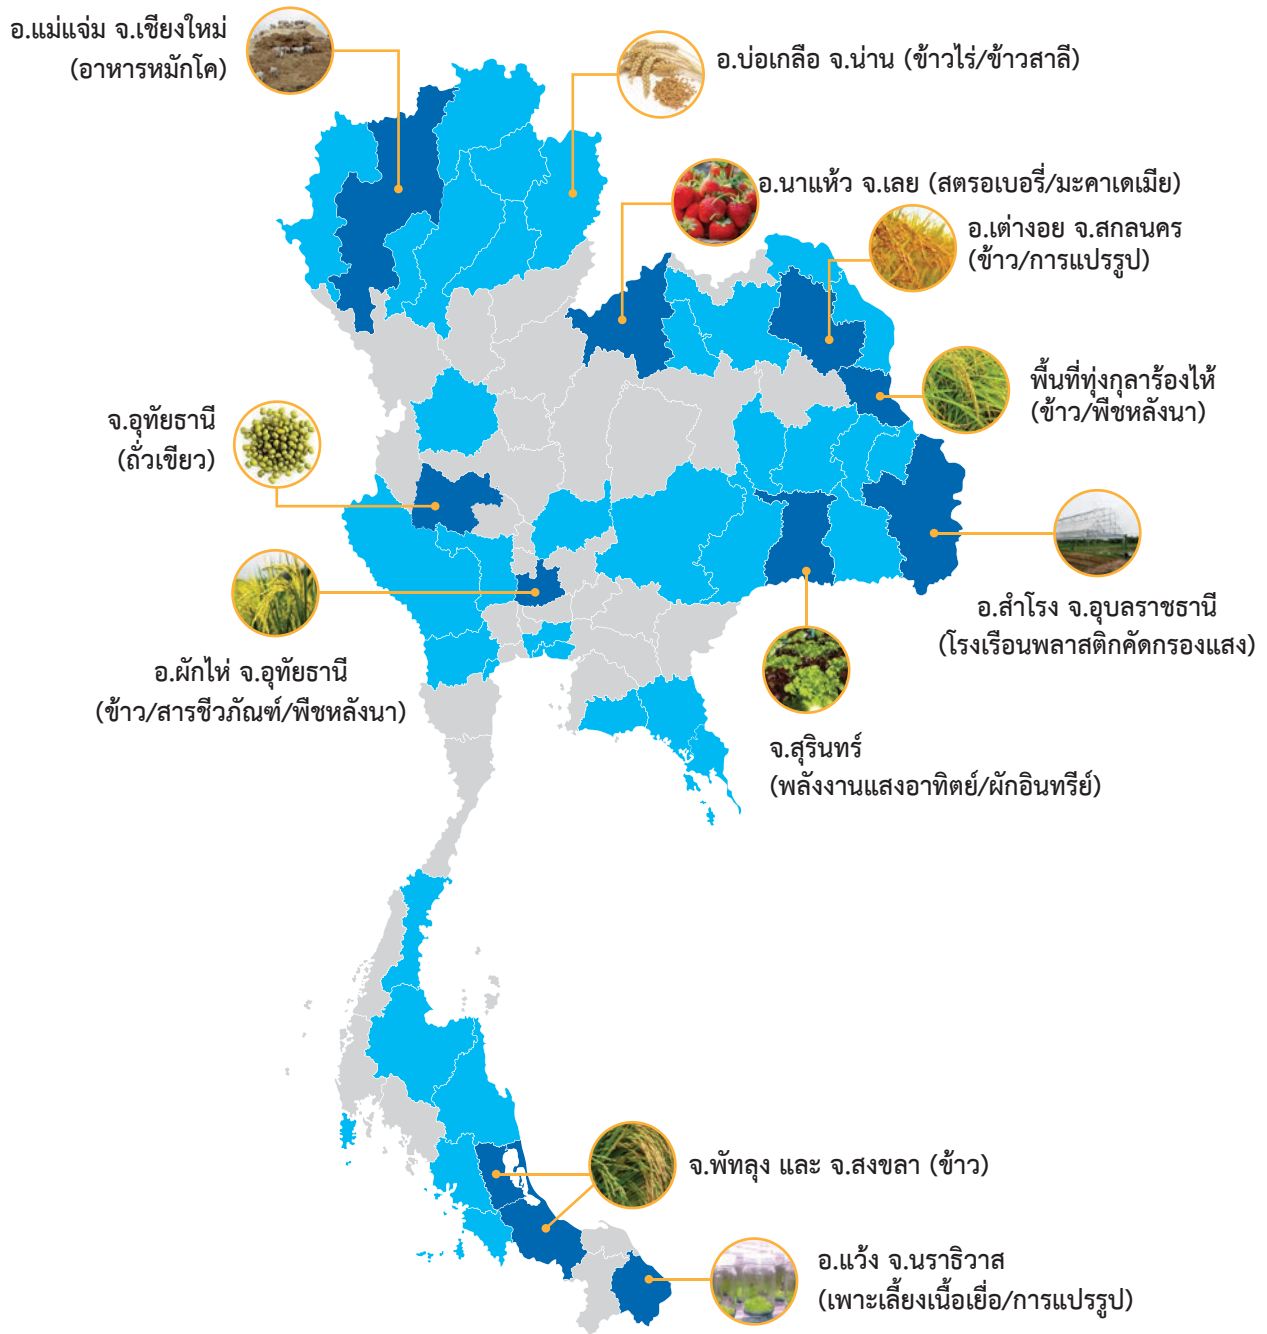 อ.แม่แจ่ม จ.เชียงใหม่
(อาหารหมักโค)
อ.บ่อเกลือ จ.น่าน (ข้าวไร่/ข้าวสาลี)
อ.นาแห้ว จ.เลย (สตรอเบอรี่/มะคาเดเมีย)
อ.เต่างอย จ.สกลนคร
(ข้าว/การแปรรูป)
พื้นที่ทุ่งกุลาร้องไห้
(ข้าว/พืชหลังนา)
จ.อุทัยธานี
(ถั่วเขียว)
อ.สำโรง จ.อุบลราชธานี
(โรงเรือนพลาสติกคัดกรองแสง)
อ.ผักไห่ จ.อุทัยธานี
(ข้าว/สารชีวภัณฑ์/พืชหลังนา)
จ.สุรินทร์
(พลังงานแสงอาทิตย์/ผักอินทรีย์)
จ.พัทลุง และ จ.สงขลา (ข้าว)
อ.แว้ง จ.นราธิวาส
(เพาะเลี้ยงเนื้อเยื่อ/การแปรรูป)